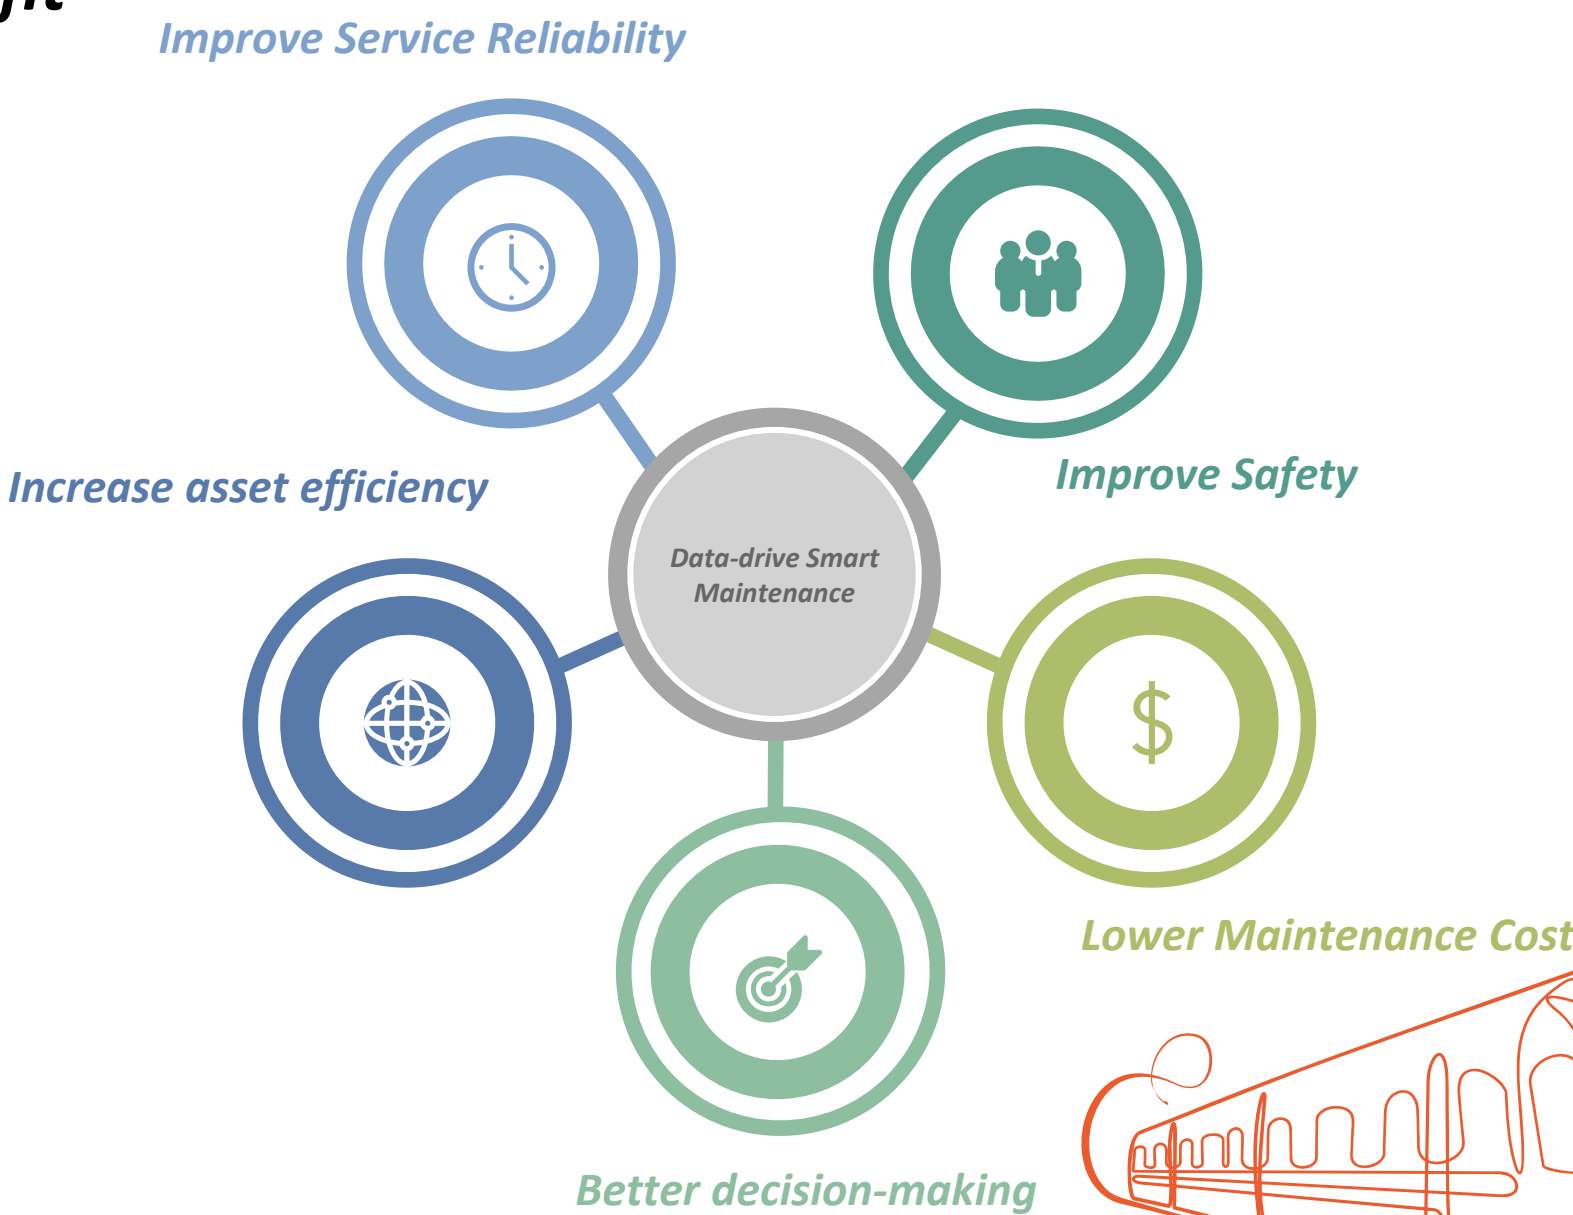 Improve Service Reliability
Increase asset efficiency
Improve Safety
Data-drive Smart
Maintenance
Lower Maintenance Cost
Better decision-making